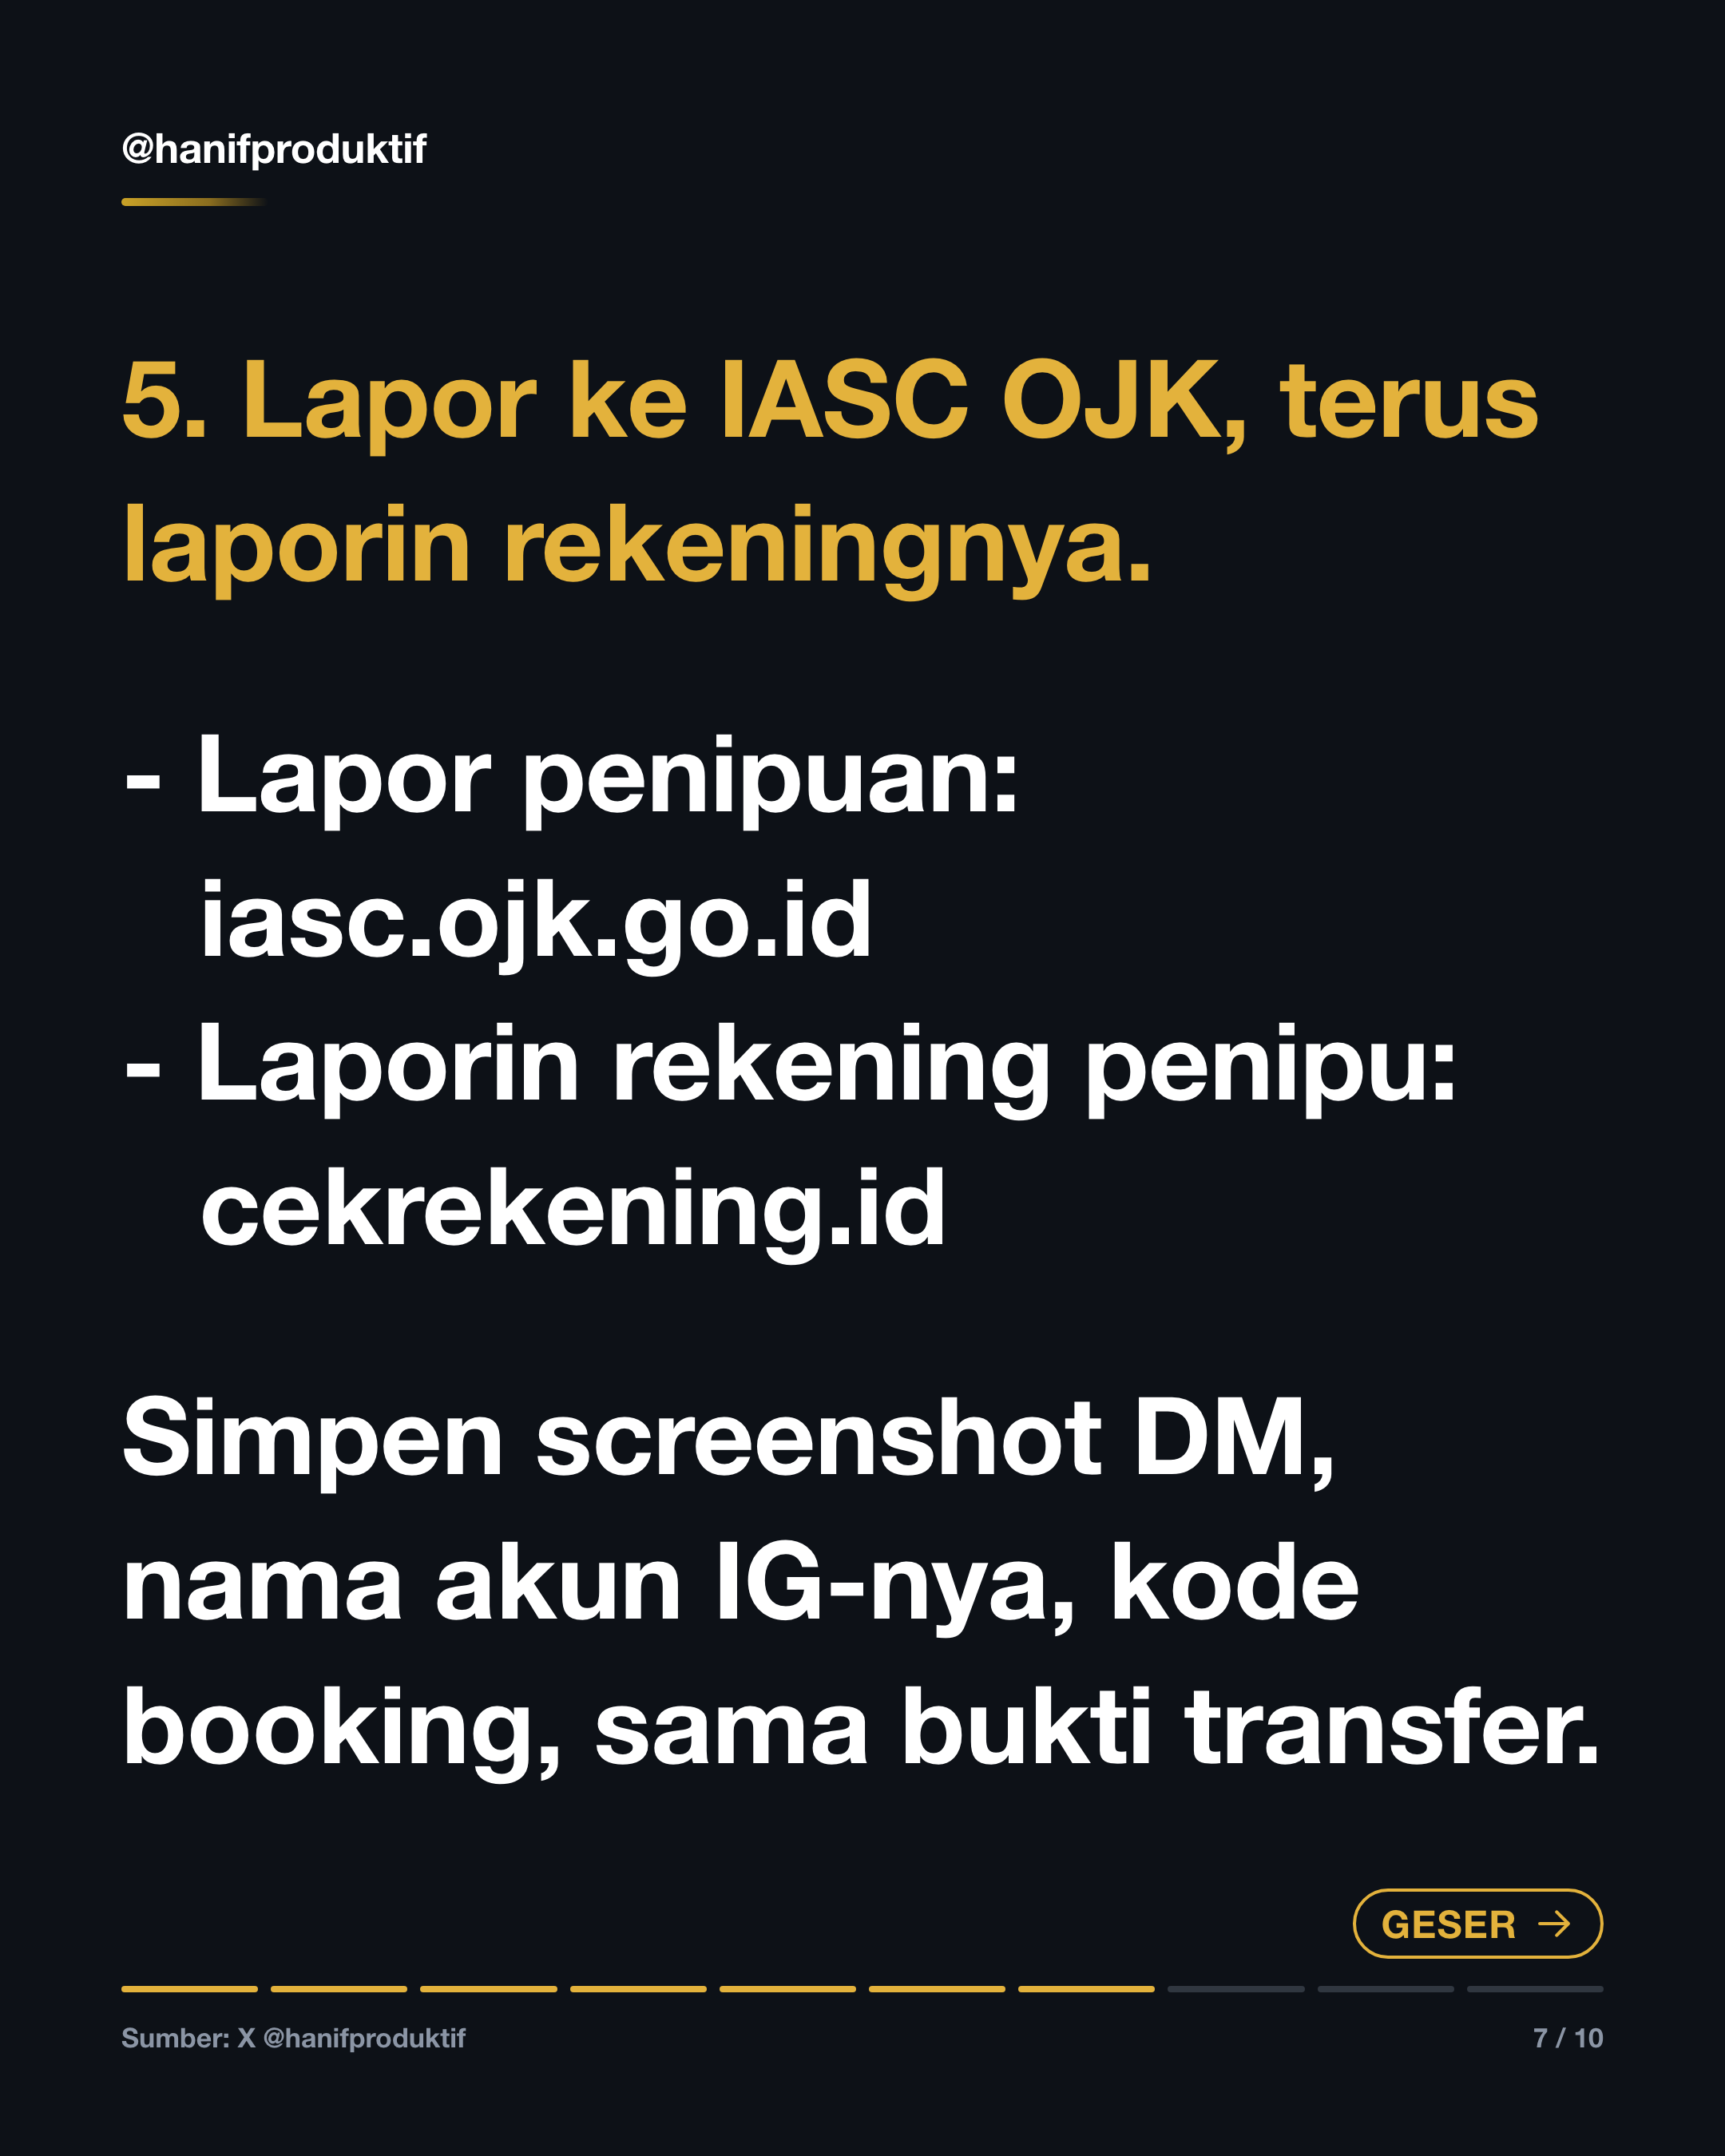 @hanifproduktif
5. Lapor ke IASC OJK, terus
laporin rekeningnya.
- Lapor penipuan:
iasc.ojk.go.id
- Laporin rekening penipu:
cekrekening.id
Simpen screenshot DM,
nama akun IG-nya, kode
booking, sama bukti transfer.
GESER →
Sumber: X @hanifproduktif
7 / 10